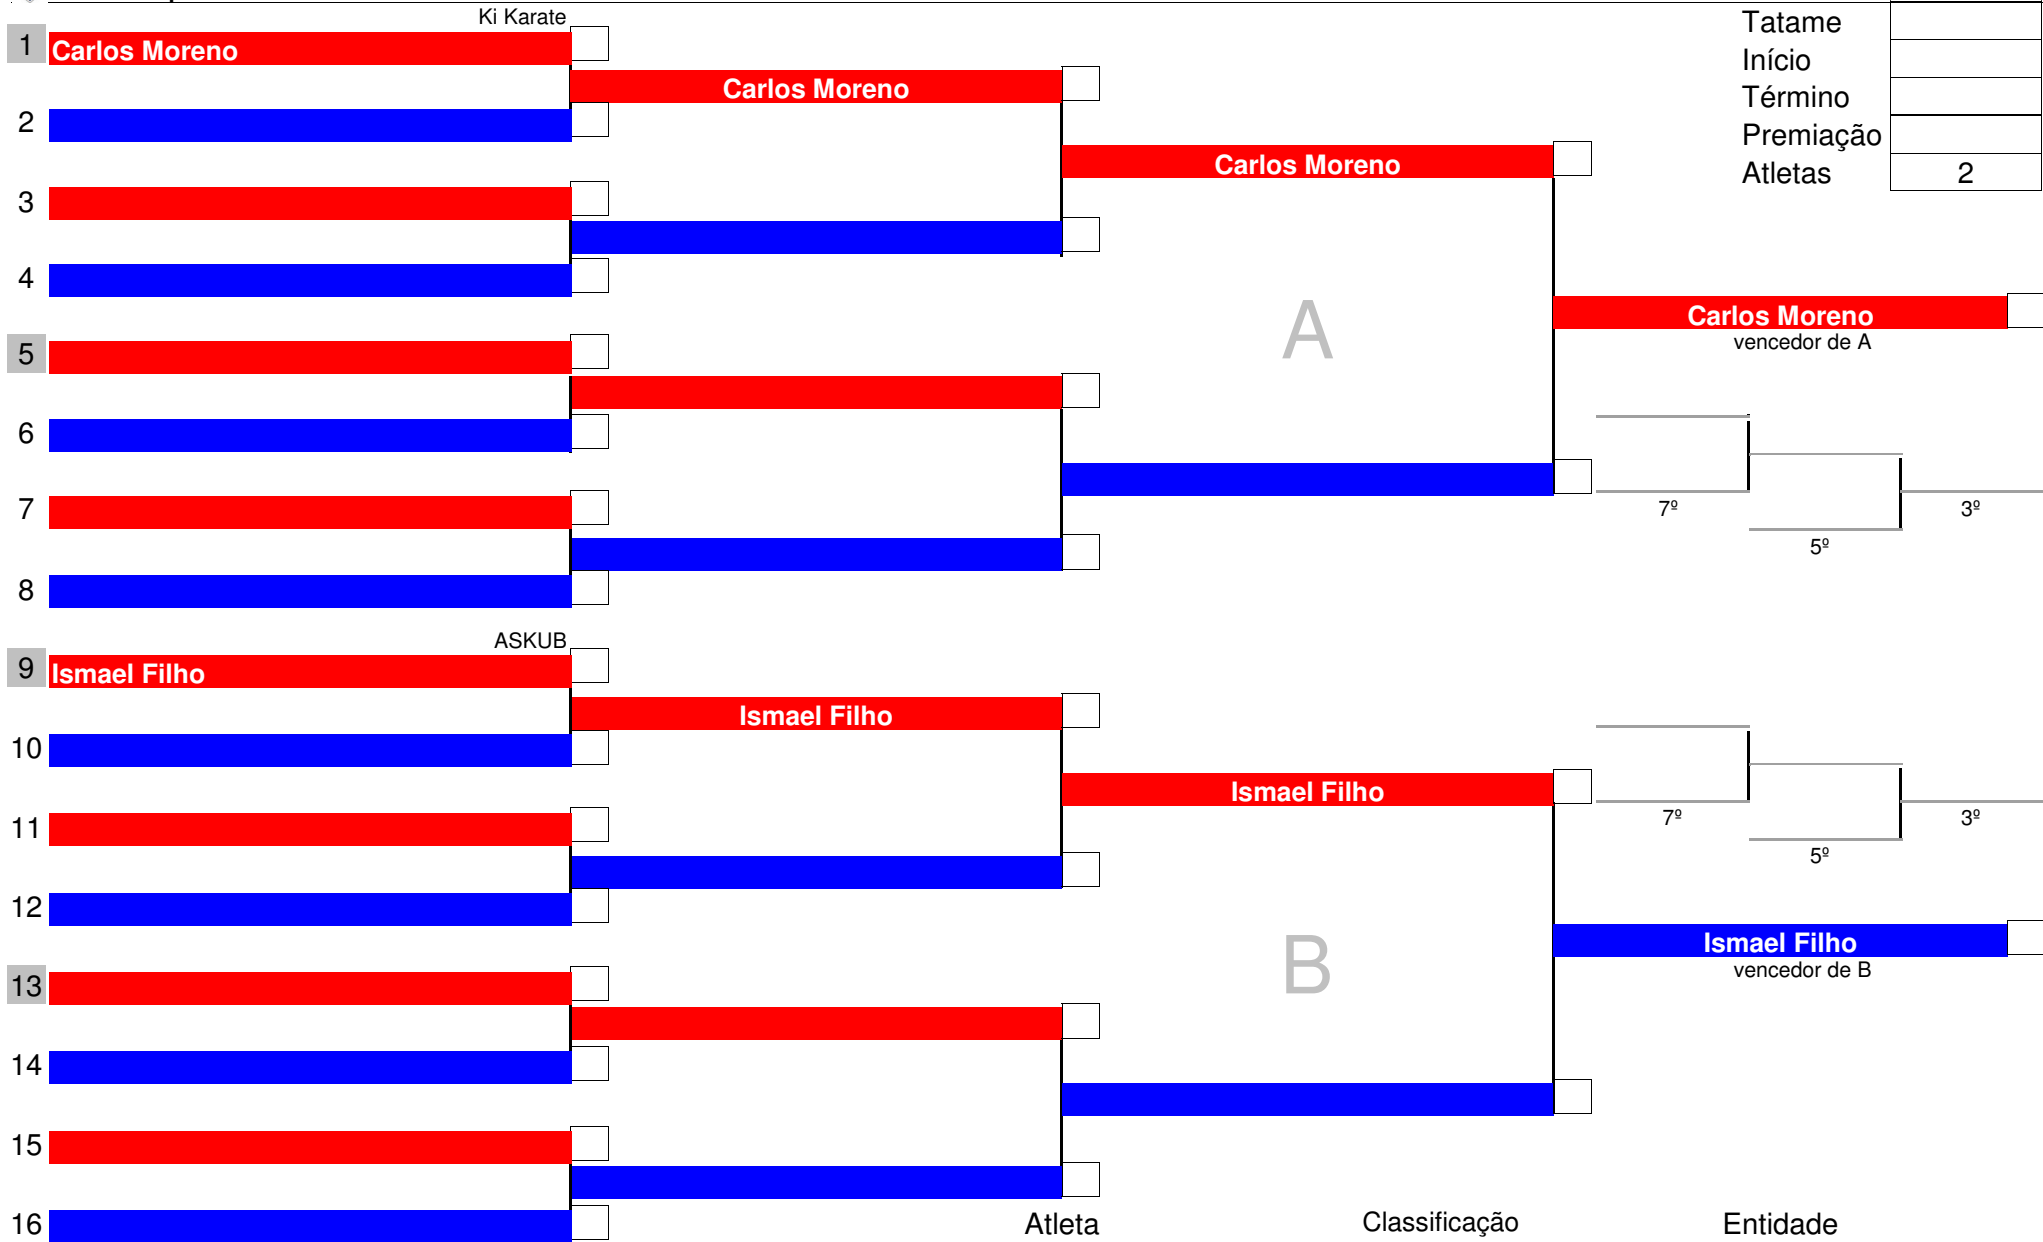 Ki Karate
Tatame
1 Carlos Moreno
Início
Carlos Moreno
Término
2
Premiação
Carlos Moreno
Atletas 2
3
4
A
Carlos Moreno
vencedor de A
5
6
7
7º
3º
5º
8
ASKUB
9 Ismael Filho
Ismael Filho
10
Ismael Filho
11
7º
3º
5º
12
B
Ismael Filho
vencedor de B
13
14
15
16
Atleta Classificação Entidade